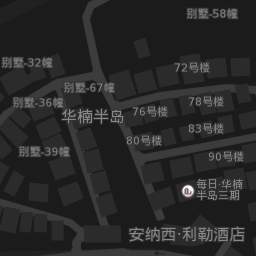 别墅-58幢
别墅-32幢
72号楼
别墅-67幢
别墅-36幢
78号楼
华楠半岛
76号楼
83号楼
80号楼
别墅-39幢
90号楼
每日·华楠
半岛三期
安纳西·利勒酒店